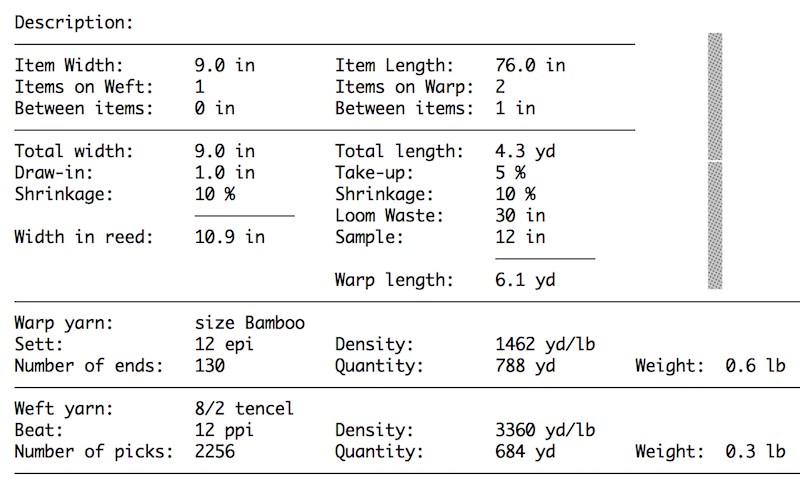 Description:
Item Width: 9.0 in Item Length: 76.0 in
Items on Weft: 1 Items on Warp: 2
Between items: 0 in Between items: 1 in
Total width: 9.0 in Total length: 4.3 yd
Draw-in: 1.0 in Take-up: 5 %
Shrinkage: 10 % Shrinkage: 10 %
Loom Waste: 30 in
Width in reed: 10.9 in Sample: 12 in
Warp length: 6.1 yd
Warp yarn: size Bamboo
Sett: 12 epi Density: 1462 yd/lb
Number of ends: 130 Quantity: 788 yd Weight: 0.6 lb
Weft yarn: 8/2 tencel
Beat: 12 ppi Density: 3360 yd/lb
Number of picks: 2256 Quantity: 684 yd Weight: 0.3 lb